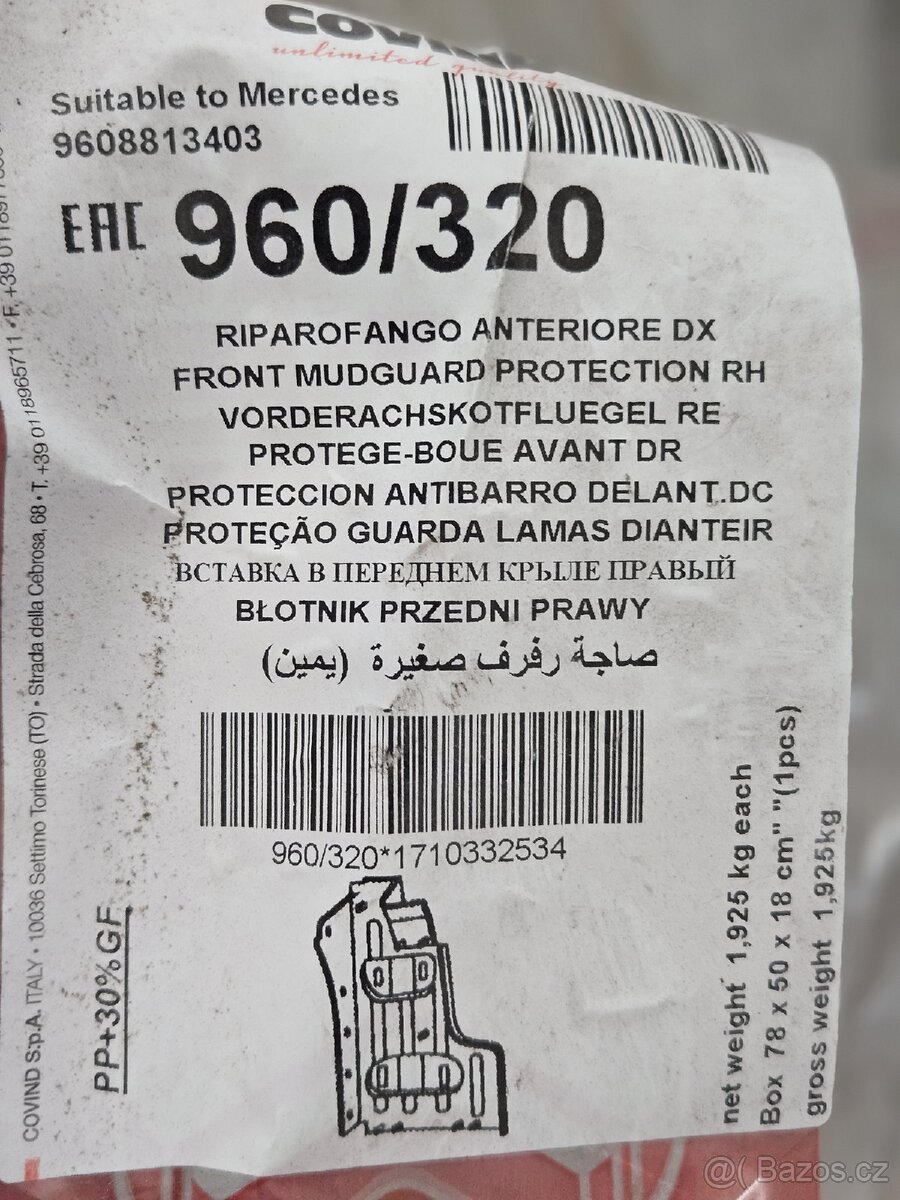 COVIND
unlimited quality
Suitable to Mercedes
9608813403
EAC 960/320
RIPAROFANGO ANTERIORE DX
FRONT MUDGUARD PROTECTION RH
VORDERACHSKOTFLUEGEL RE
PROTEGE-BOUE AVANT DR
PROTECCION ANTIBARRO DELANT.DC
PROTEÇÃO GUARDA LAMAS DIANTEIR
ВСТАВКА В ПЕРЕДНЕМ КРЫЛЕ ПРАВЫЙ
BŁOTNIK PRZEDNI PRAWY
صاجة رفرف صغيرة (يمين)
960/320*1710332534
PP+30%GF
net weight 1,925 kg each
Box 78 x 50 x 18 cm" "(1pcs)
gross weight 1,925kg
COVIND S.p.A. ITALY • 10036 Settimo Torinese (TO) • Strada della Cebrosa, 68 • T. +39 0118965711 • F. +39
@( Bazos.cz